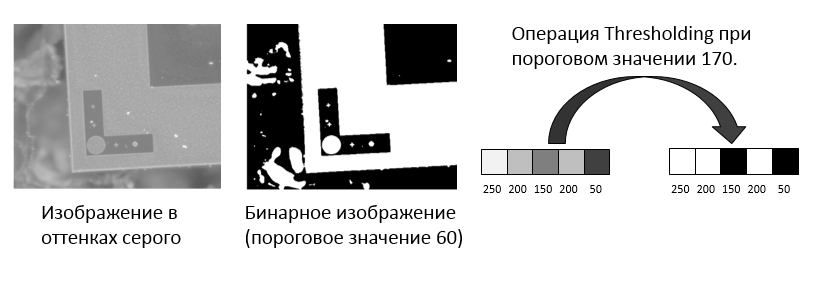 Операция Thresholding при
пороговом значении 170.
250 200 150 200 50
250 200 150 200 50
Изображение в
оттенках серого
Бинарное изображение
(пороговое значение 60)